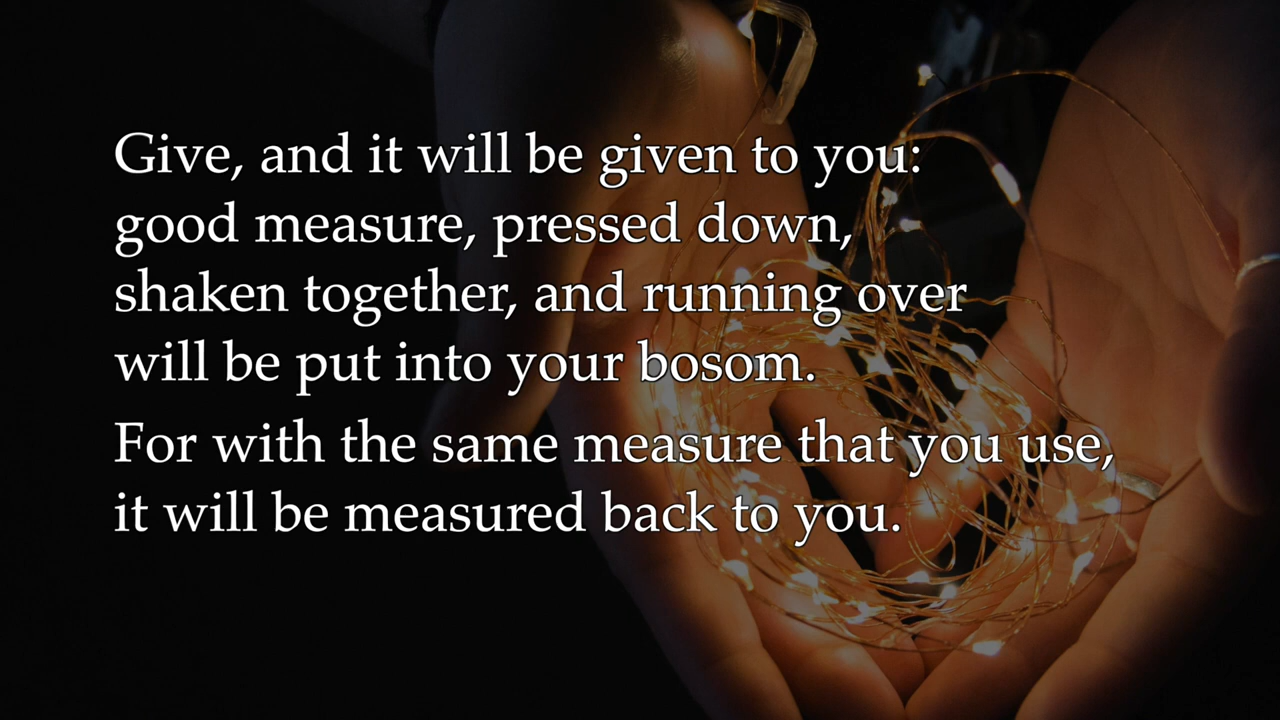 Give, and it will be given to you:
good measure, pressed down,
shaken together, and running over
will be put into your bosom.
For with the same measure that you use,
it will be measured back to you.